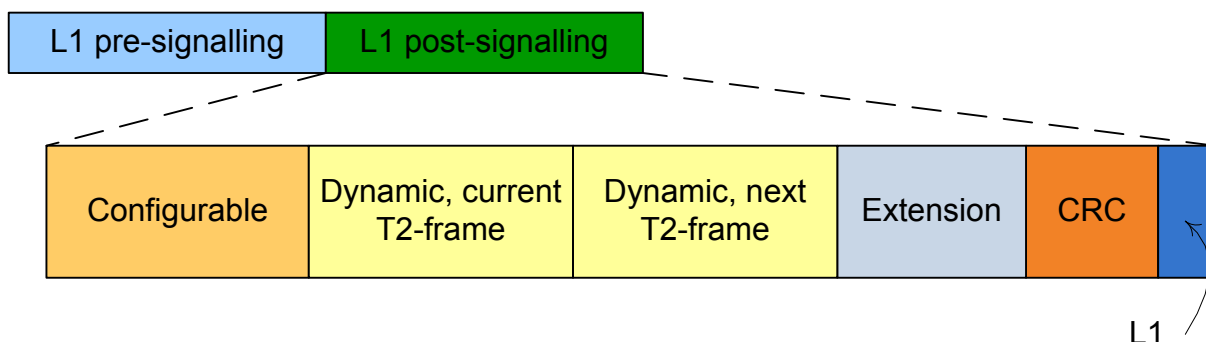 L1 pre-signalling
L1 post-signalling
Configurable
Dynamic, current
T2-frame
Dynamic, next
T2-frame
Extension
CRC
L1